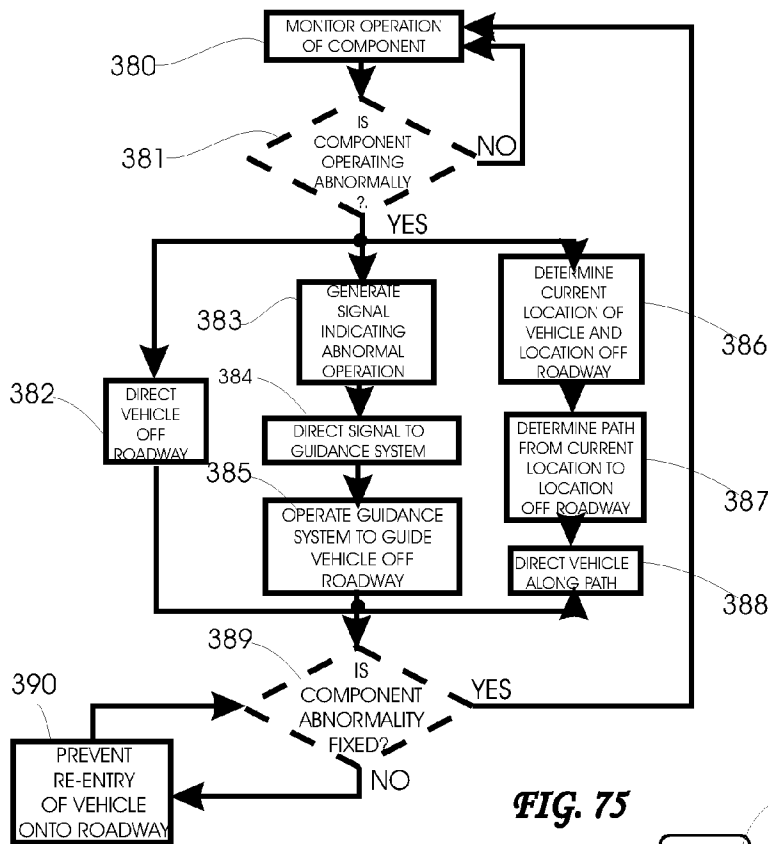 MONITOR OPERATION
OF COMPONENT
380
IS
COMPONENT
OPERATING
ABNORMALLY
?.
381
NO
YES
383
GENERATE
SIGNAL
INDICATING
ABNORMAL
OPERATION
DETERMINE
CURRENT
LOCATION OF
VEHICLE AND
LOCATION OFF
ROADWAY
386
382
DIRECT
VEHICLE
OFF
ROADWAY
384
DIRECT SIGNAL TO
GUIDANCE SYSTEM
DETERMINE PATH
FROM CURRENT
LOCATION TO
LOCATION
OFF ROADWAY
387
385
OPERATE GUIDANCE
SYSTEM TO GUIDE
VEHICLE OFF
ROADWAY
DIRECT VEHICLE
ALONG PATH
388
389
IS
COMPONENT
ABNORMALITY
FIXED?
YES
NO
390
PREVENT
RE-ENTRY
OF VEHICLE
ONTO ROADWAY
FIG. 75